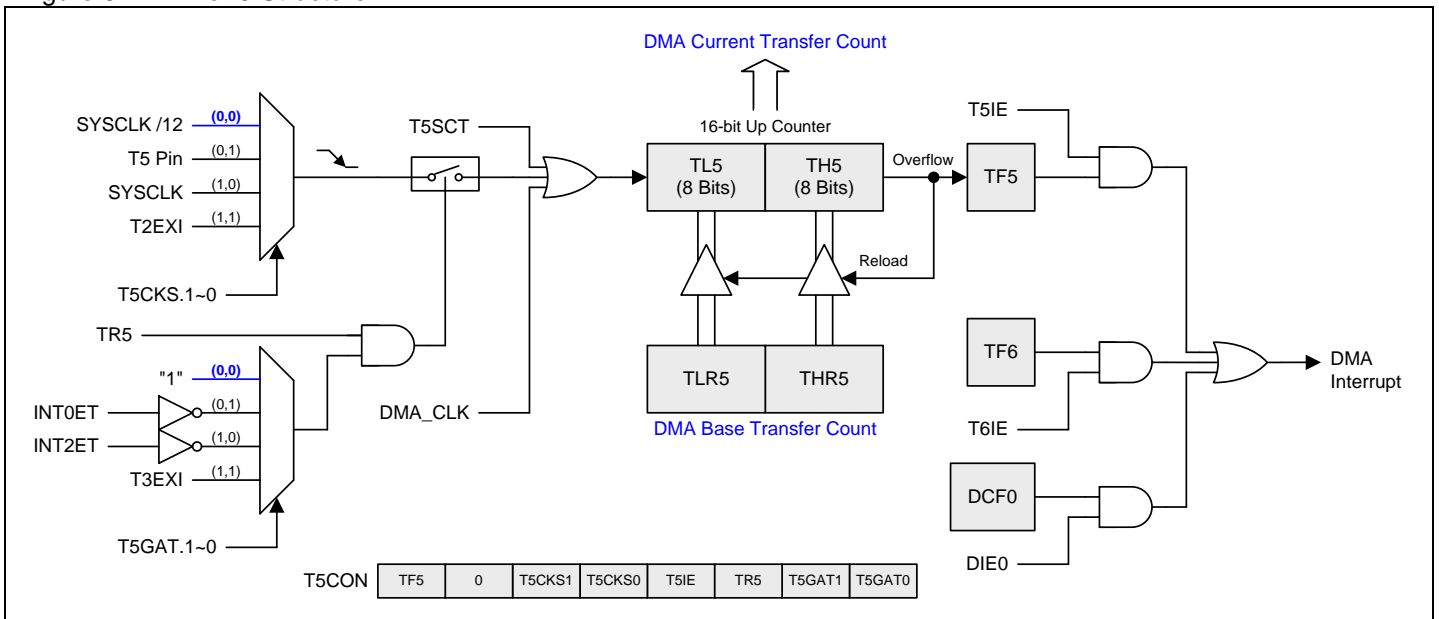 DMA Current Transfer Count
SYSCLK /12 (0,0)
T5 Pin (0,1)
SYSCLK (1,0)
T2EXI (1,1)
T5CKS.1~0
T5SCT
16-bit Up Counter
TL5
(8 Bits)
TH5
(8 Bits)
Overflow
TF5
T5IE
Reload
TR5
"1" (0,0)
INT0ET (0,1)
INT2ET (1,0)
T3EXI (1,1)
T5GAT.1~0
DMA_CLK
TLR5
THR5
DMA Base Transfer Count
TF6
T6IE
DMA
Interrupt
DCF0
DIE0
T5CON TF5 0 T5CKS1 T5CKS0 T5IE TR5 T5GAT1 T5GAT0